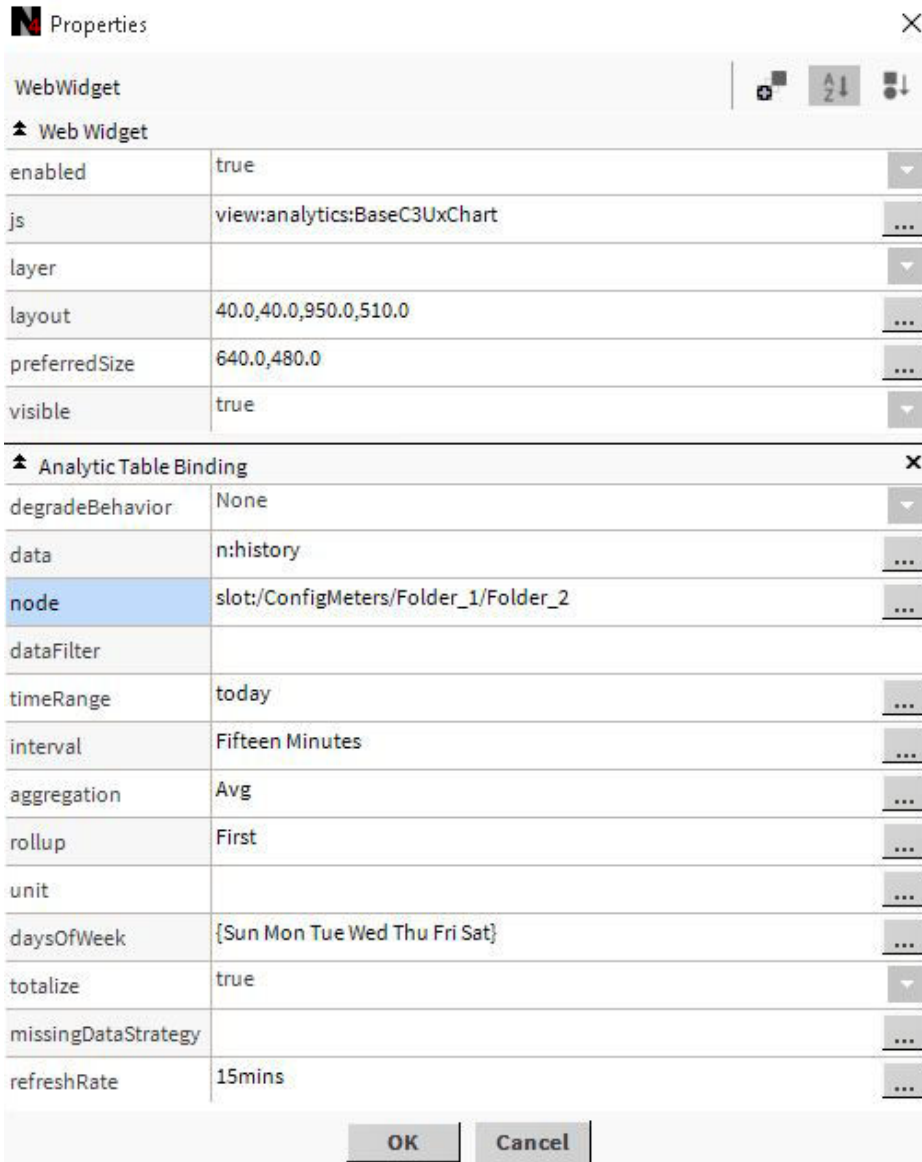 N4 Properties
WebWidget
Web Widget
enabled true
js view:analytics:BaseC3UxChart ...
layer
layout 40.0,40.0,950.0,510.0 ...
preferredSize 640.0,480.0 ...
visible true
Analytic Table Binding
degradeBehavior None
data n:history ...
node slot:/ConfigMeters/Folder_1/Folder_2 ...
dataFilter
timeRange today ...
interval Fifteen Minutes ...
aggregation Avg ...
rollup First ...
unit ...
daysOfWeek {Sun Mon Tue Wed Thu Fri Sat} ...
totalize true
missingDataStrategy ...
refreshRate 15mins ...
OK Cancel